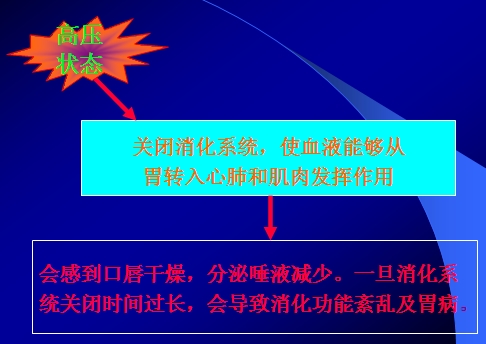 高压
状态
关闭消化系统，使血液能够从
胃转入心肺和肌肉发挥作用
会感到口唇干燥，分泌唾液减少。一旦消化系
统关闭时间过长，会导致消化功能紊乱及胃病。